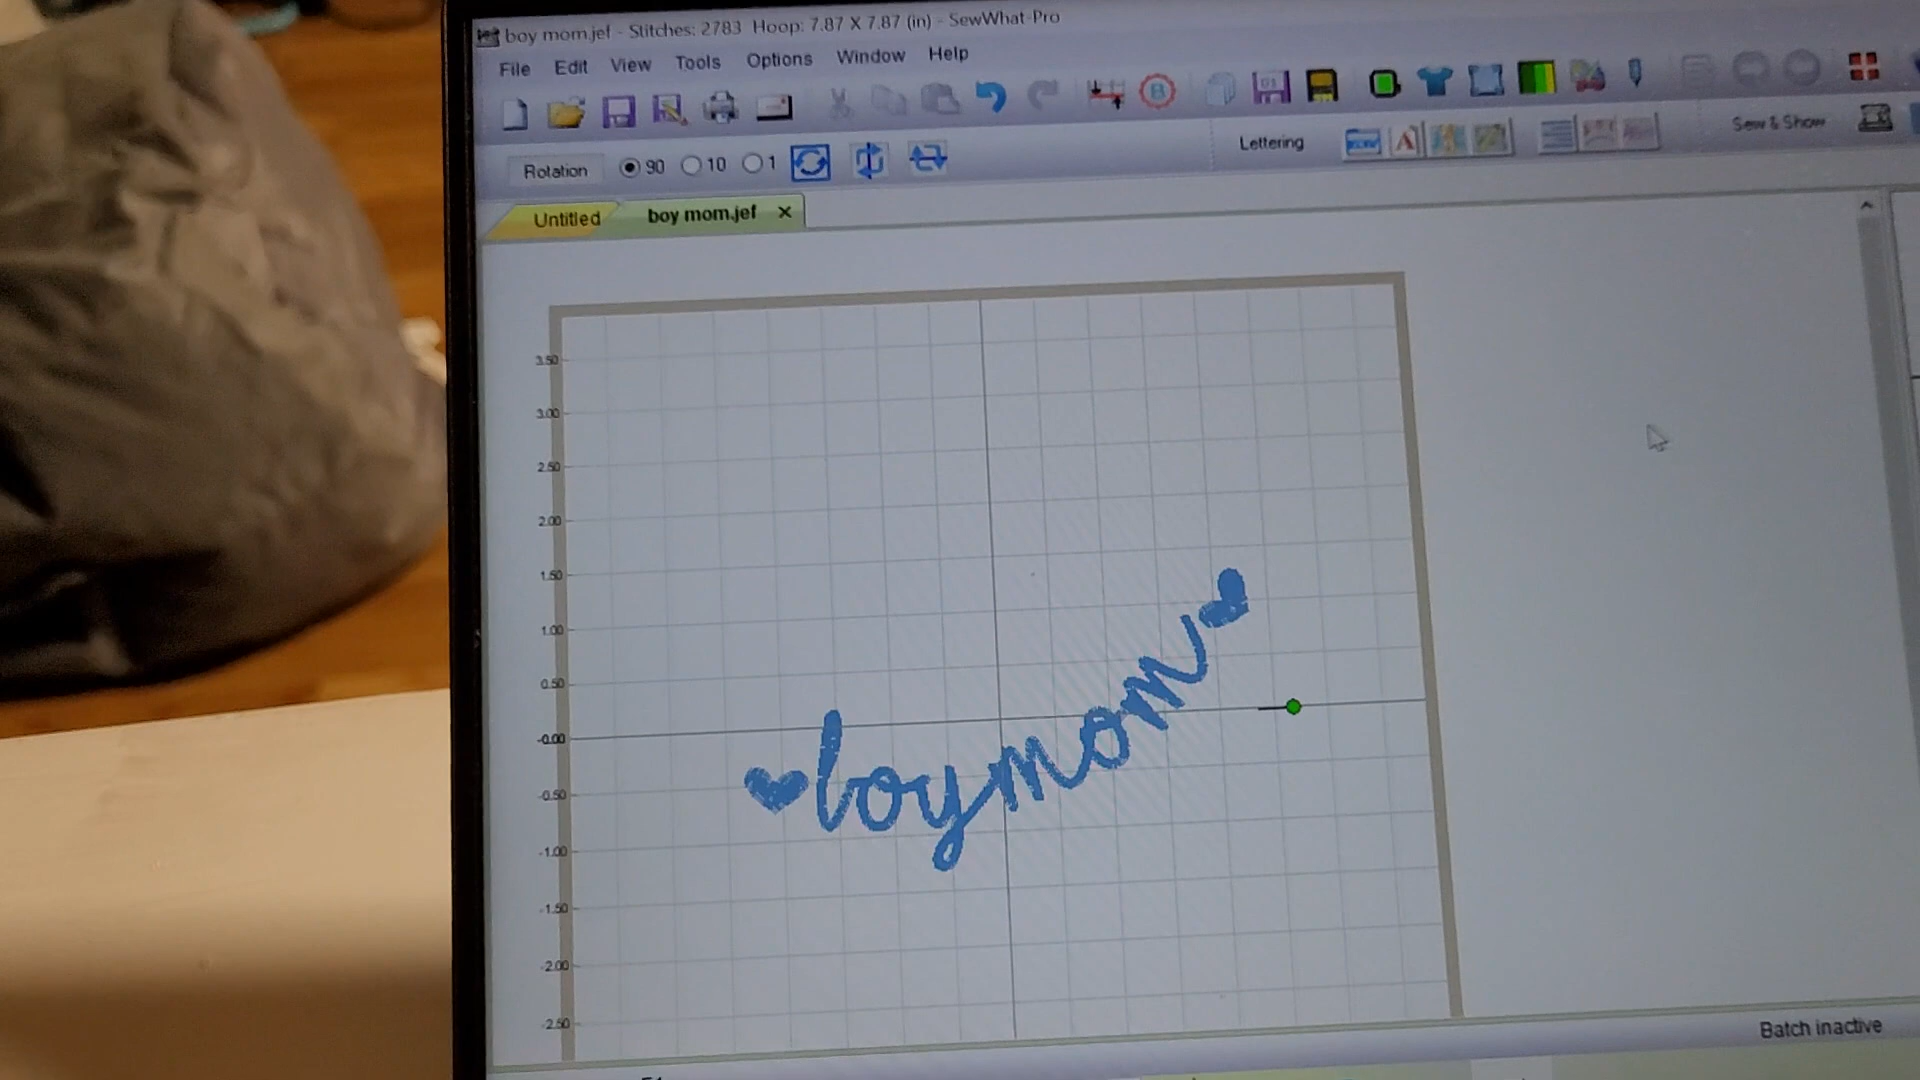 boy mom.jef - Stitches: 2783 Hoop: 7.87 X 7.87 (in) - SewWhat-Pro
File Edit View Tools Options Window Help
Rotation 90 10 1 Lettering Sew & Show
Untitled boy mom.jef
3.50
3.00
2.50
2.00
1.50
1.00
0.50
-0.00
-0.50
-1.00
-1.50
-2.00
-2.50
boy mom
Batch inactive